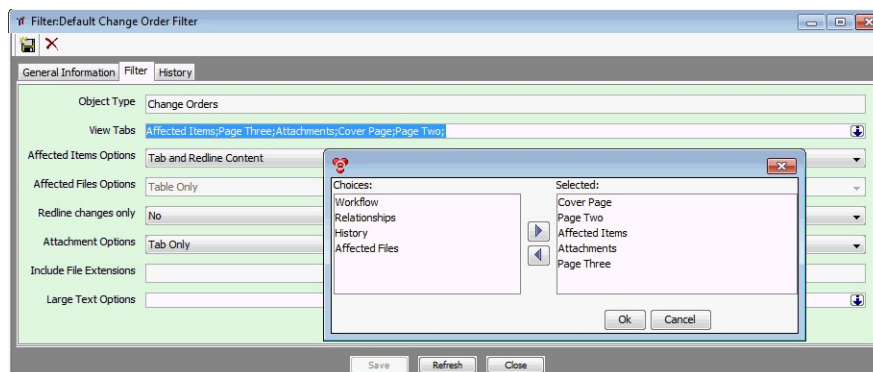 Filter:Default Change Order Filter
General Information Filter History
Object Type Change Orders
View Tabs Affected Items;Page Three;Attachments;Cover Page;Page Two;
Affected Items Options Tab and Redline Content
Affected Files Options Table Only
Redline changes only No
Attachment Options Tab Only
Include File Extensions
Large Text Options
Choices: Selected:
Workflow Cover Page
Relationships Page Two
History Affected Items
Affected Files Attachments
Page Three
Ok Cancel
Save Refresh Close